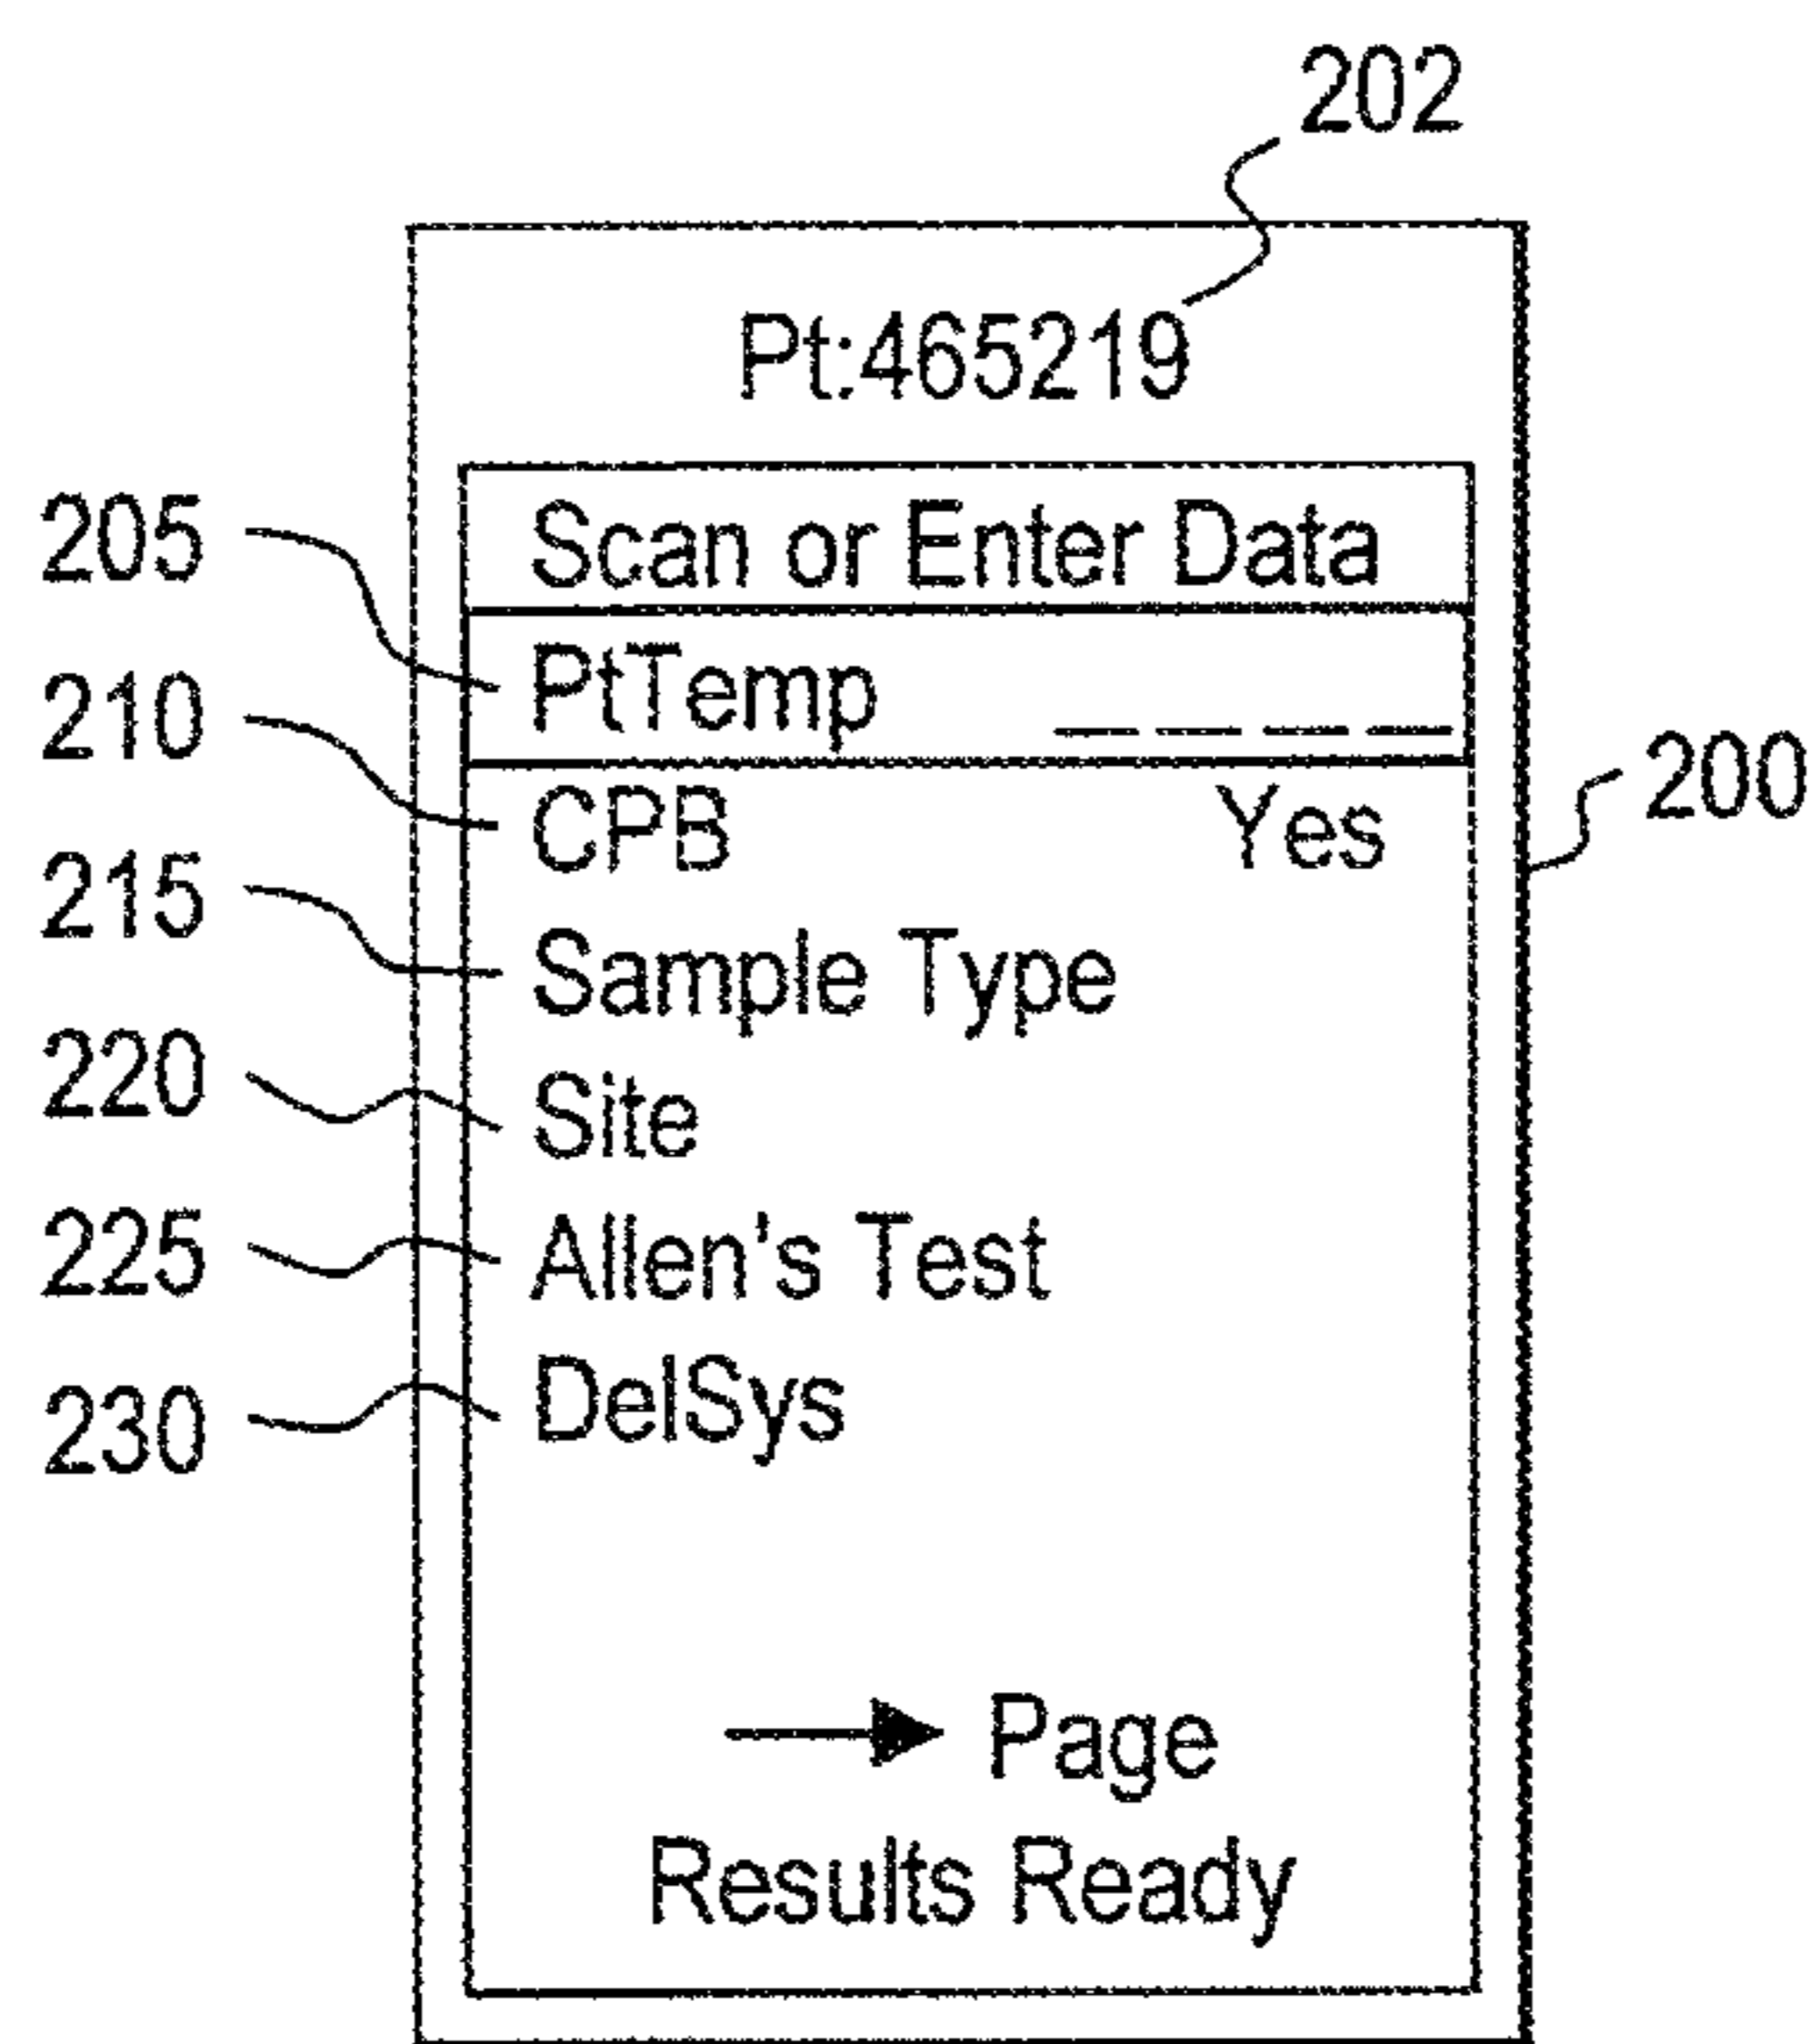 202
Pt:465219
Scan or Enter Data
205
PtTemp _ _ _ _
210
CPB Yes
200
215
Sample Type
220
Site
225
Allen's Test
230
DelSys
Page
Results Ready